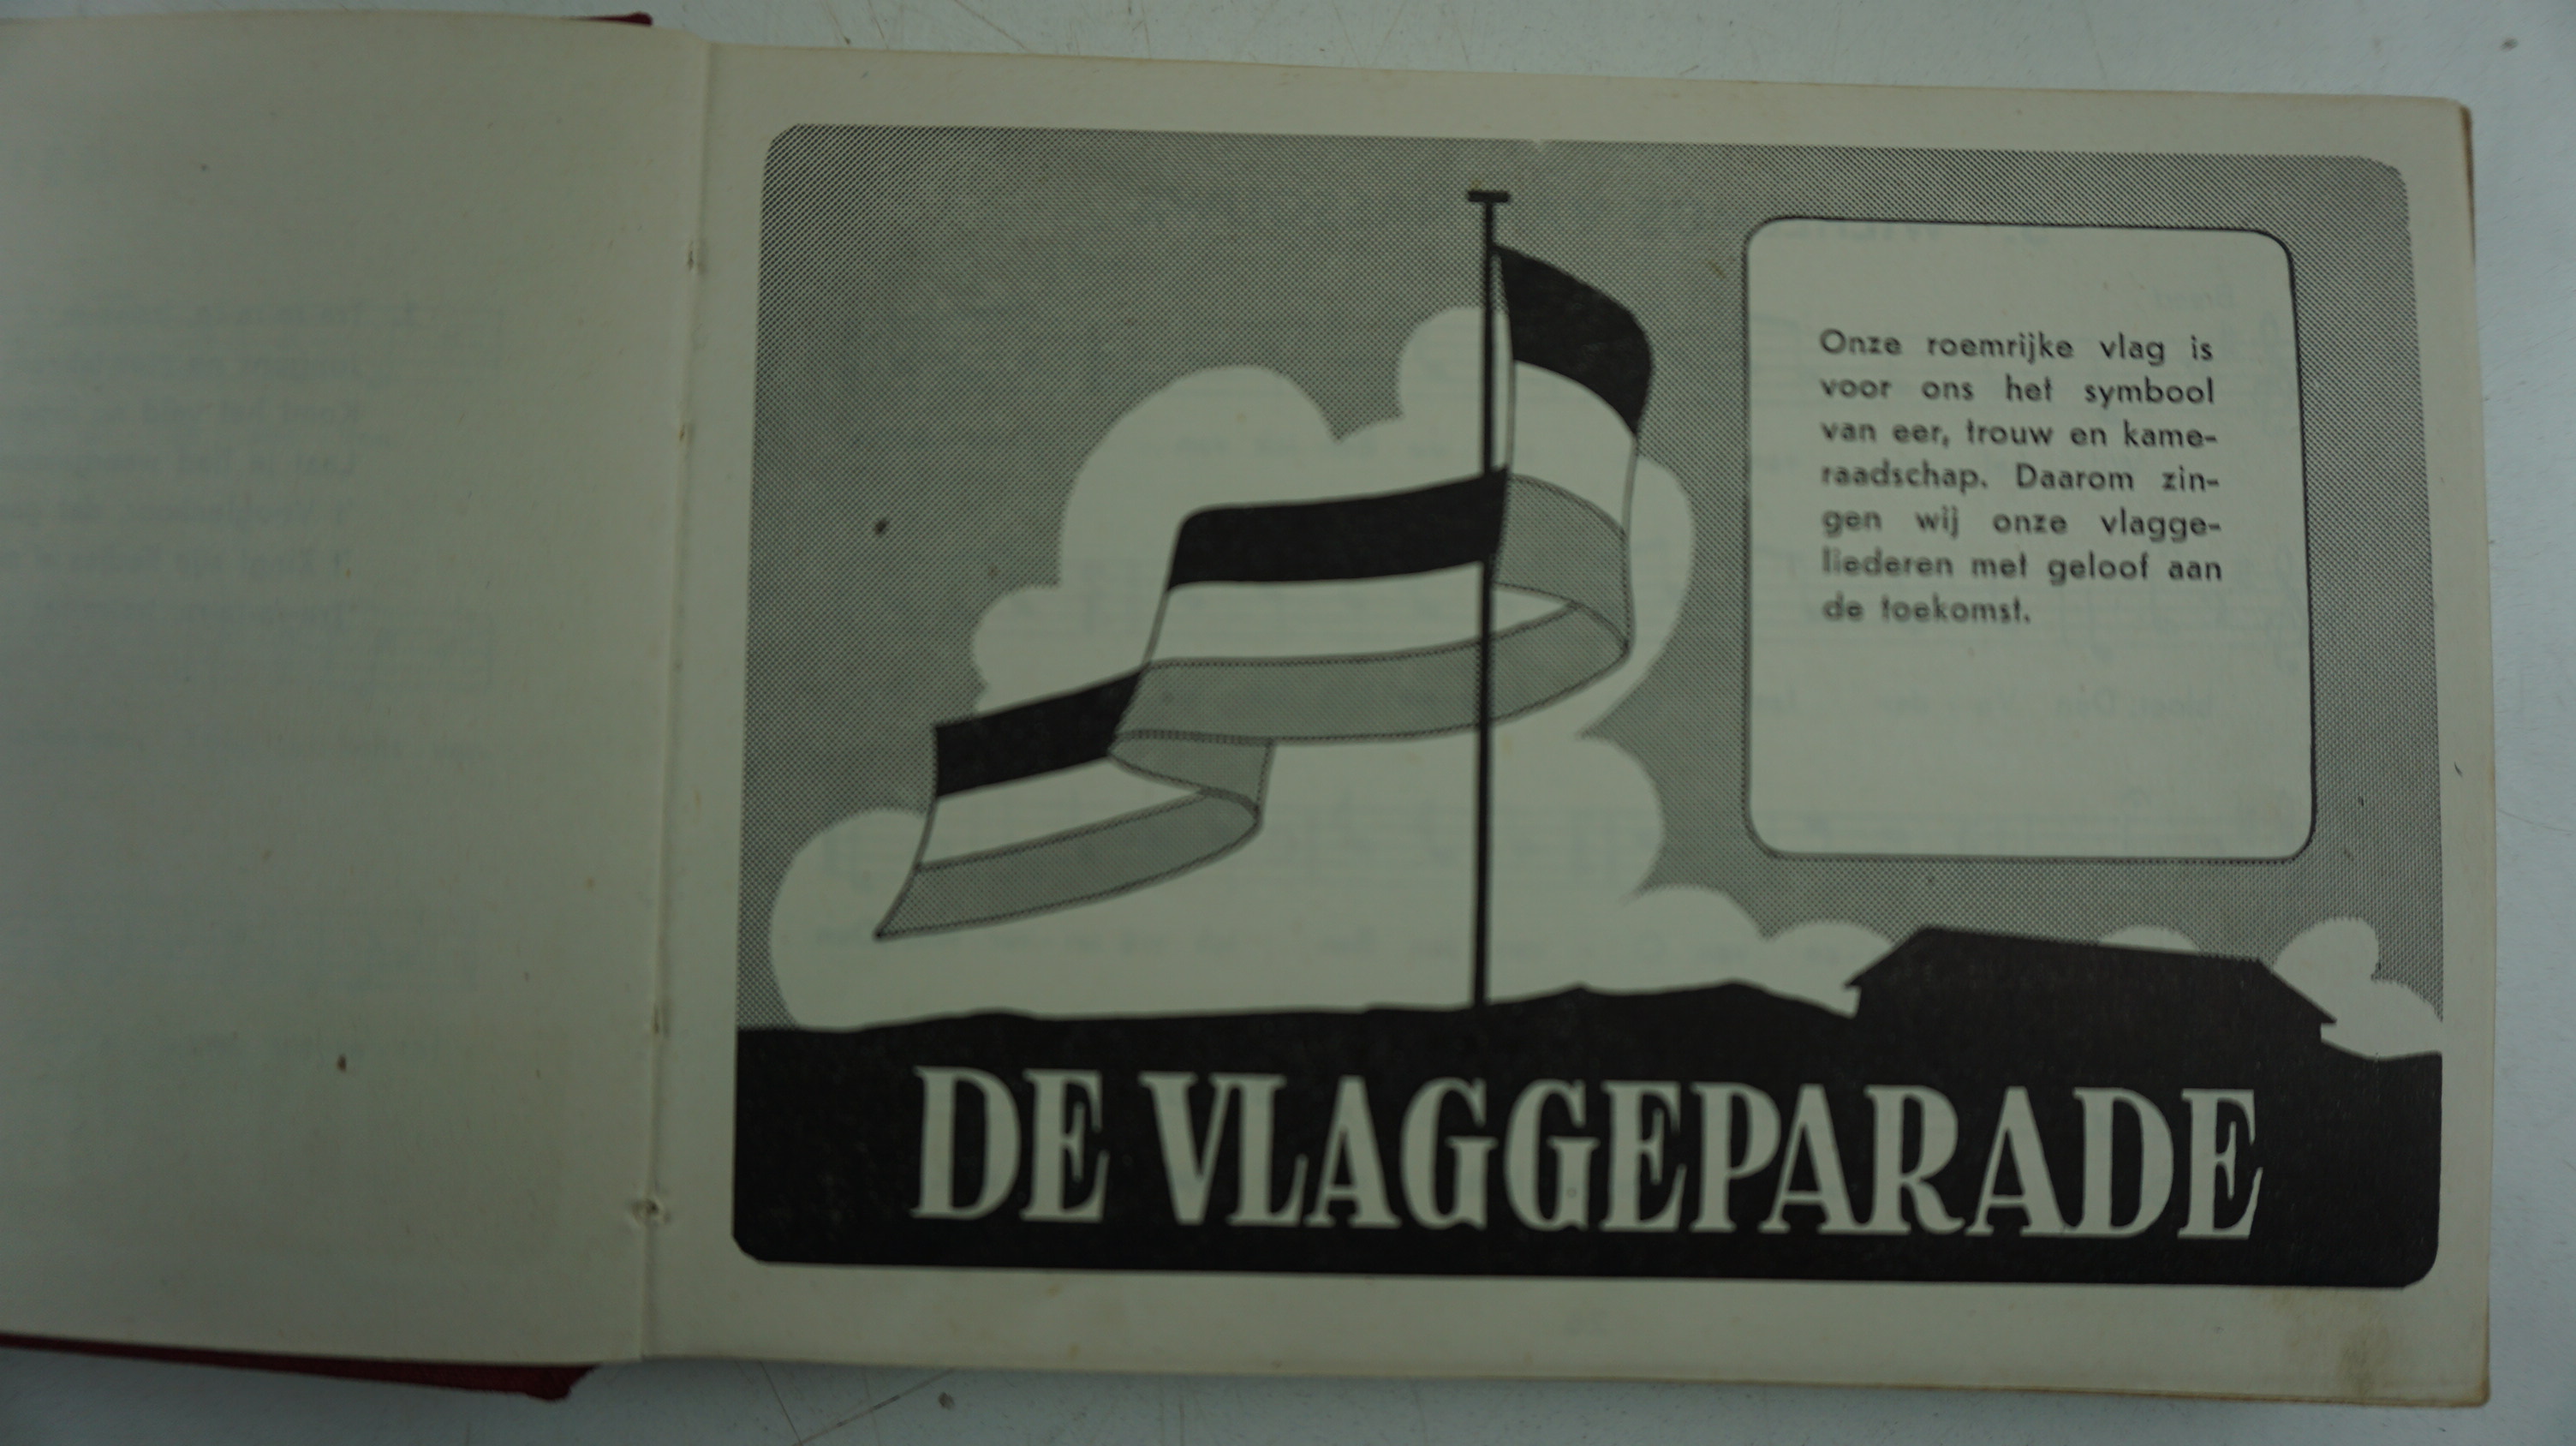 Onze roemrijke vlag is
voor ons het symbool
van eer, trouw en kame-
raadschap. Daarom zin-
gen wij onze vlagge-
liederen met geloof aan
de toekomst.
DE VLAGGEPARADE